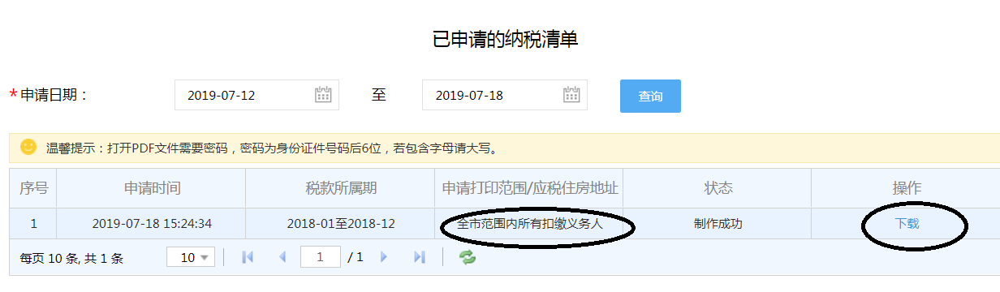 已申请的纳税清单
*申请日期： 2019-07-12 至 2019-07-18 查询
温馨提示：打开PDF文件需要密码，密码为身份证件号码后6位，若包含字母请大写。
序号 申请时间 税款所属期 申请打印范围/应税住房地址 状态 操作
1 2019-07-18 15:24:34 2018-01至2018-12 全市范围内所有扣缴义务人 制作成功 下载
每页 10 条, 共 1 条 10 1 / 1